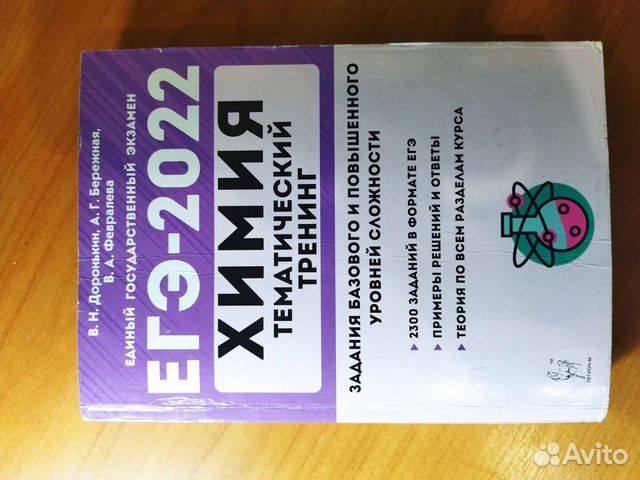 В. Н. Доронькин, А. Г. Бережная,
В. А. Февралева
ЕДИНЫЙ ГОСУДАРСТВЕННЫЙ ЭКЗАМЕН
ЕГЭ-2022
ХИМИЯ
ТЕМАТИЧЕСКИЙ
ТРЕНИНГ
ЗАДАНИЯ БАЗОВОГО И ПОВЫШЕННОГО
УРОВНЕЙ СЛОЖНОСТИ
▶ 2300 ЗАДАНИЙ В ФОРМАТЕ ЕГЭ
▶ ПРИМЕРЫ РЕШЕНИЙ И ОТВЕТЫ
▶ ТЕОРИЯ ПО ВСЕМ РАЗДЕЛАМ КУРСА
ЛЕГИОН-М
Avito